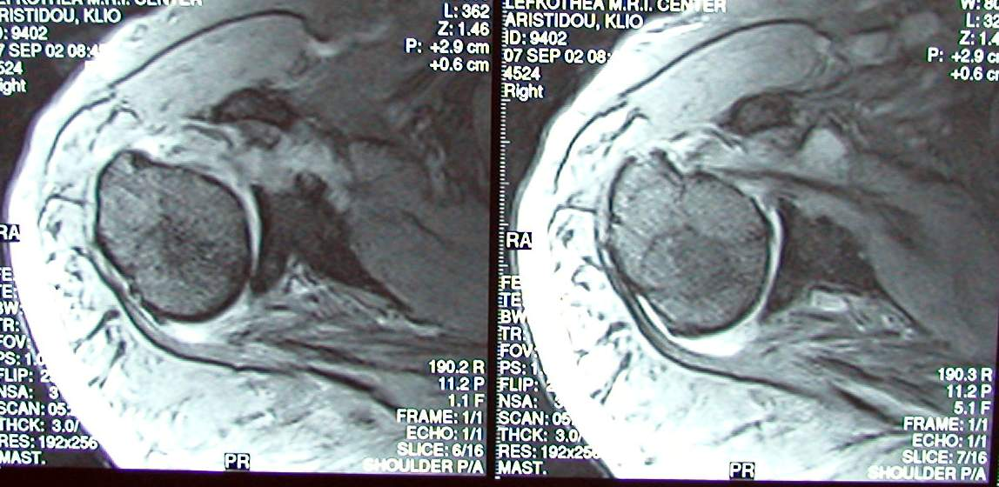 LEFKOTHEA M.R.I. CENTER
ARISTIDOU, KLIO
ID: 9402
07 SEP 02 08:
4524
Right
L: 362
Z: 1.46
P: +2.9 cm
+0.6 cm
RA
FE:
TE:
BW:
TR:
FOV:
PS: 1.0
FLIP: 2
NSA: 3
SCAN: 05:
THCK: 3.0/
RES: 192x256
MAST.
PR
190.2 R
11.2 P
1.1 F
FRAME: 1/1
ECHO: 1/1
SLICE: 6/16
SHOULDER P/A
LEFKOTHEA M.R.I. CENTER
ARISTIDOU, KLIO
ID: 9402
07 SEP 02 08:
4524
Right
W: 80
L: 32
Z: 1.4
P: +2.9 cm
+0.6 cm
RA
FE
TE
BW
TR:
FOV
PS: 1.
FLIP:
NSA:
SCAN: 05
THCK: 3.0/
RES: 192x256
MAST.
PR
190.3 R
11.2 P
5.1 F
FRAME: 1/1
ECHO: 1/1
SLICE: 7/16
SHOULDER P/A